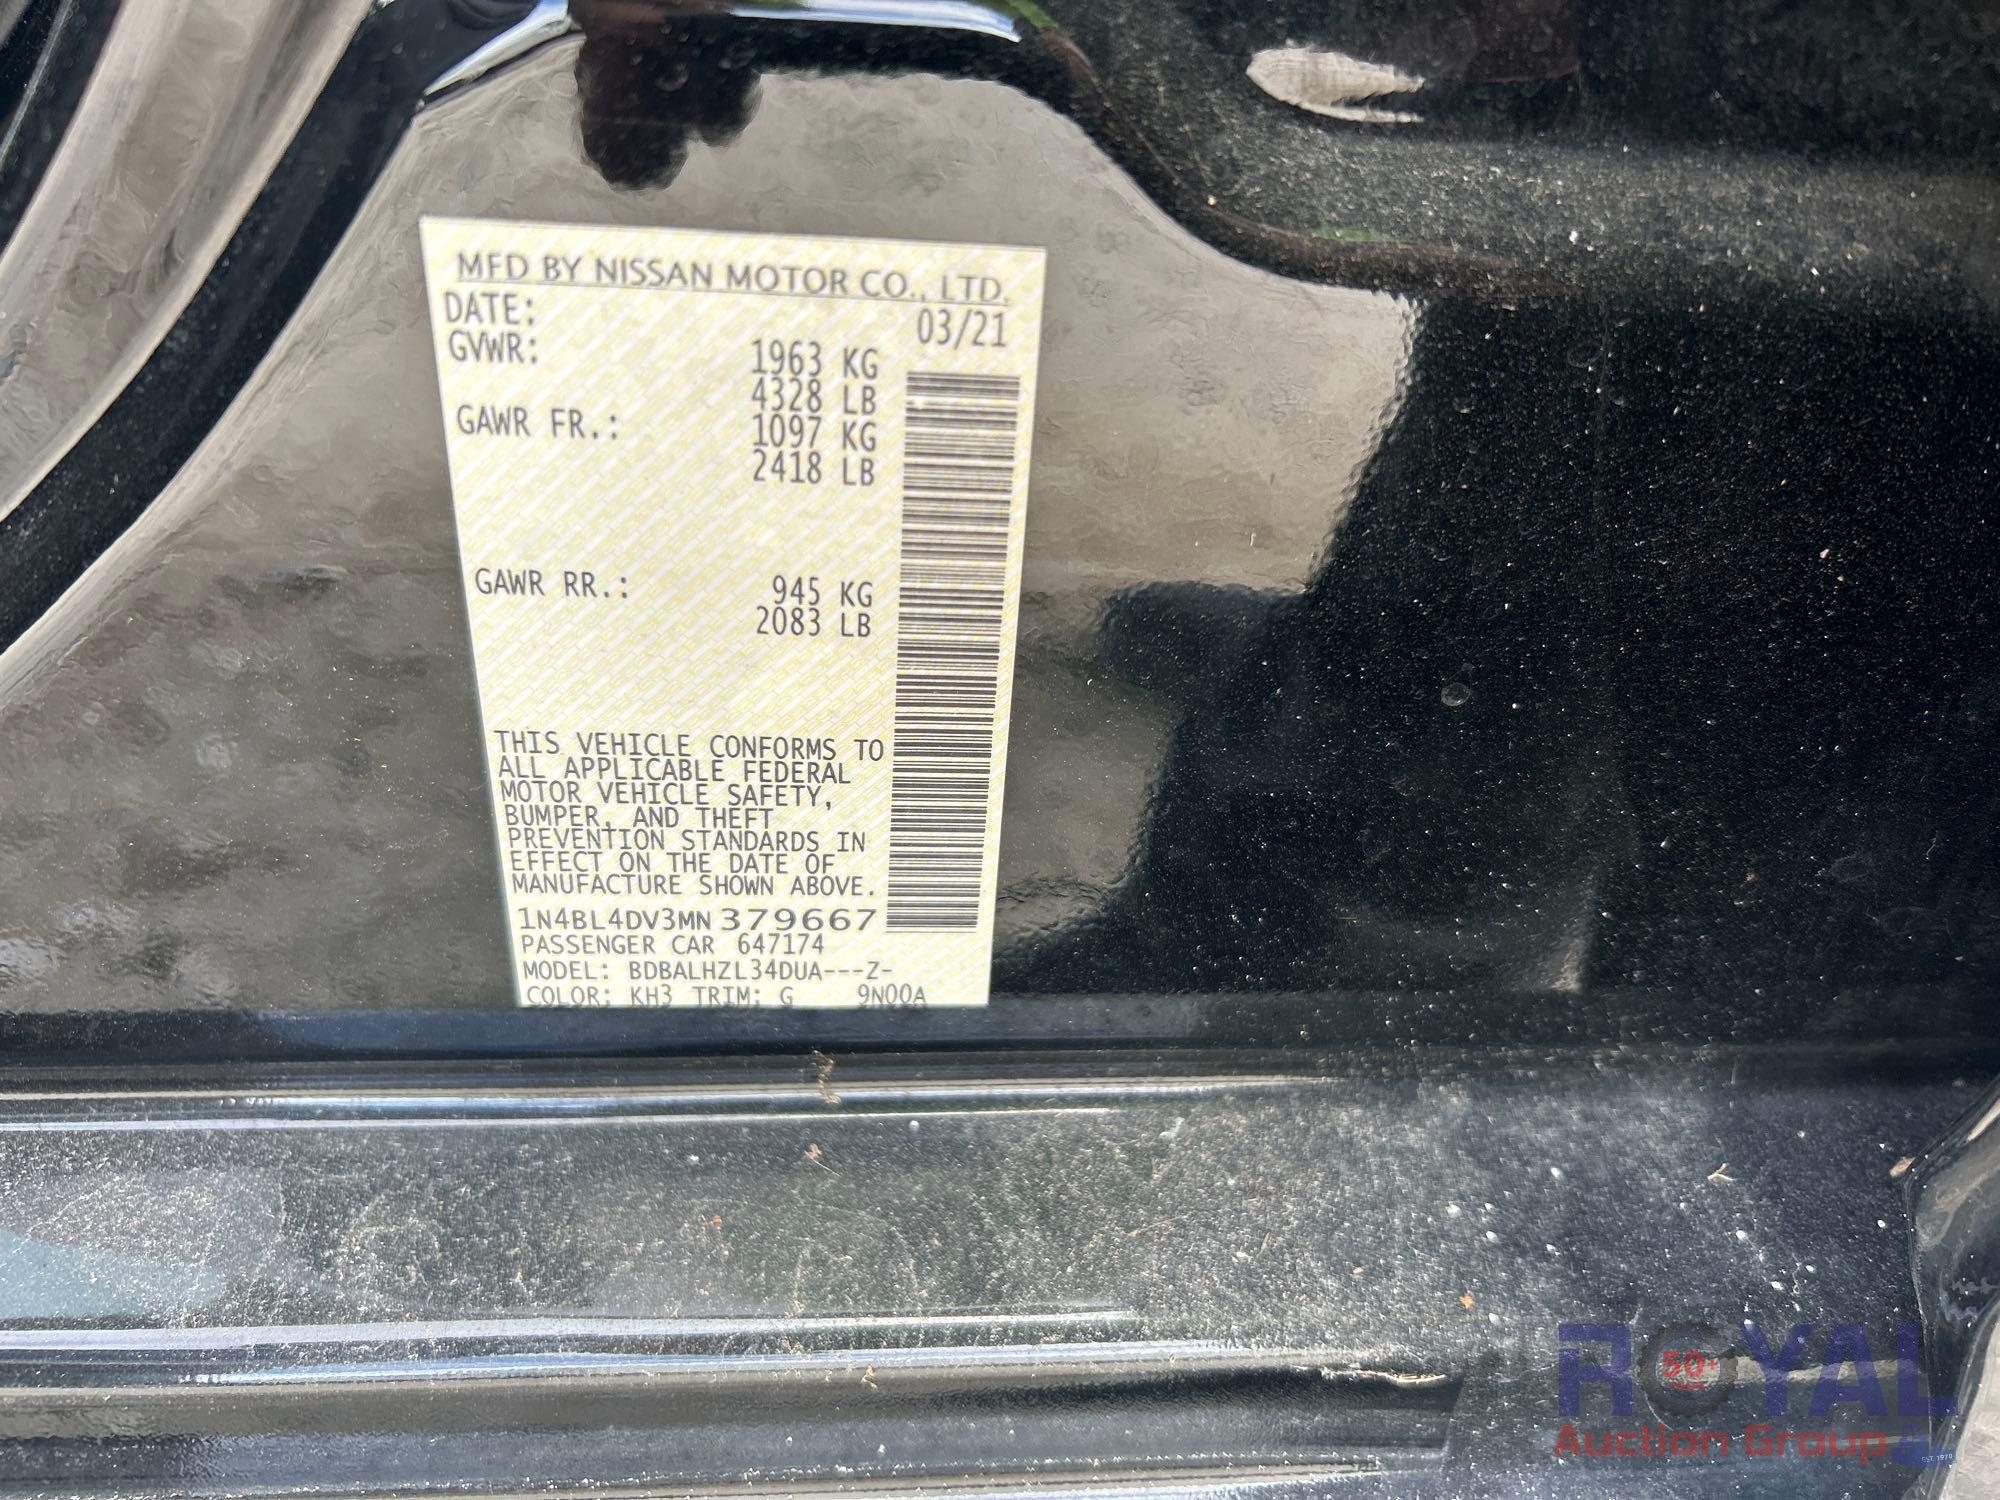 MFD BY NISSAN MOTOR CO., LTD.
DATE: 03/21
GVWR: 1963 KG
4328 LB
GAWR FR.: 1097 KG
2418 LB
GAWR RR.: 945 KG
2083 LB
THIS VEHICLE CONFORMS TO
ALL APPLICABLE FEDERAL
MOTOR VEHICLE SAFETY,
BUMPER, AND THEFT
PREVENTION STANDARDS IN
EFFECT ON THE DATE OF
MANUFACTURE SHOWN ABOVE.
1N4BL4DV3MN379667
PASSENGER CAR 647174
MODEL: BDBALHZL34DUA---Z-
COLOR: KH3 TRIM: G 9N00A
ROYAL
50+
Auction Group
EST. 1970